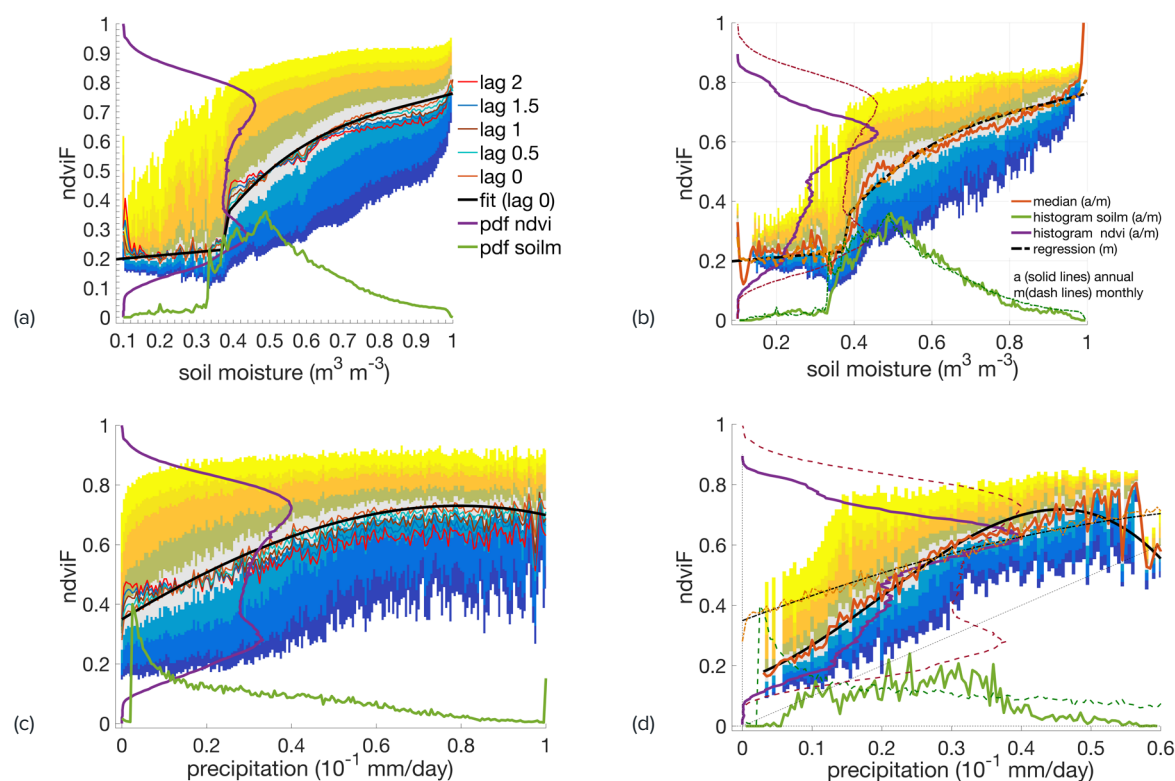 (a)
ndviF
1
0.9
0.8
0.7
0.6
0.5
0.4
0.3
0.2
0.1
0
0.1 0.2 0.3 0.4 0.5 0.6 0.7 0.8 0.9 1
soil moisture (m³ m⁻³)
lag 2
lag 1.5
lag 1
lag 0.5
lag 0
fit (lag 0)
pdf ndvi
pdf soilm
(b)
ndviF
1
0.8
0.6
0.4
0.2
0
0.2 0.4 0.6 0.8 1
soil moisture (m³ m⁻³)
median (a/m)
histogram soilm (a/m)
histogram ndvi (a/m)
regression (m)
a (solid lines) annual
m(dash lines) monthly
(c)
ndviF
1
0.8
0.6
0.4
0.2
0
0 0.2 0.4 0.6 0.8 1
precipitation (10⁻¹ mm/day)
(d)
ndviF
1
0.8
0.6
0.4
0.2
0
0 0.1 0.2 0.3 0.4 0.5 0.6
precipitation (10⁻¹ mm/day)